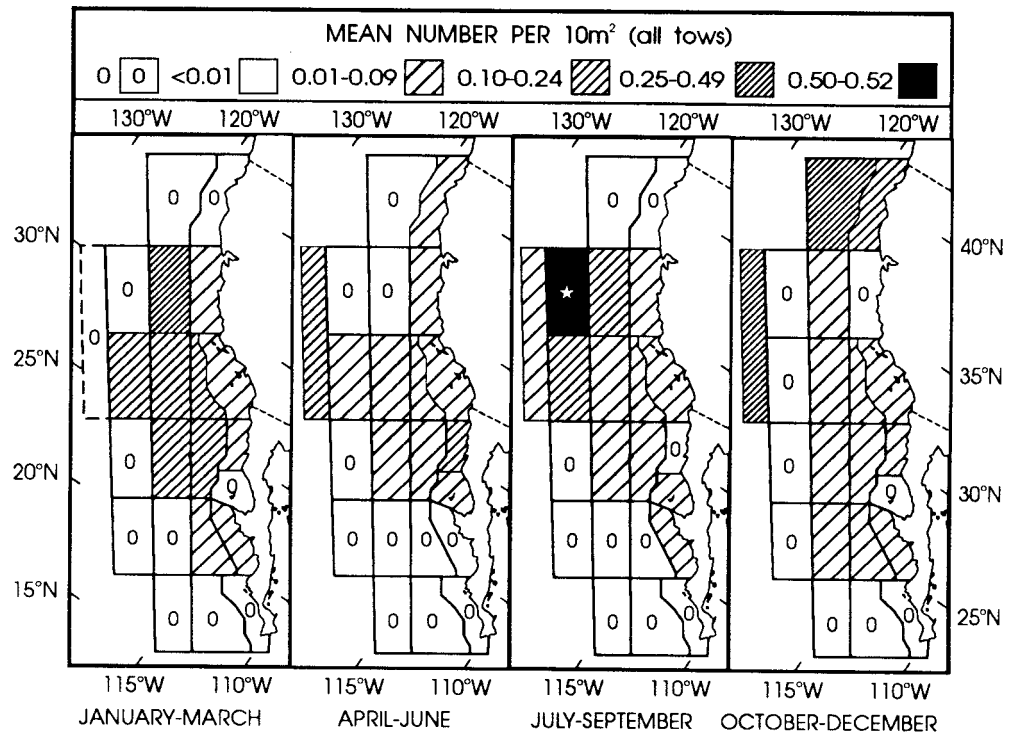 MEAN NUMBER PER 10m² (all tows)
0 0 <0.01 0.01-0.09 0.10-0.24 0.25-0.49 0.50-0.52
130°W 120°W 130°W 120°W 130°W 120°W 130°W 120°W
0 0 0 0 0
30°N 40°N
0 0 0 0 0
0
25°N 35°N
0
0 0 0 0 0
20°N 30°N
0 0
0 0 0 0 0 0 0 0 0 0
15°N 25°N
0 0 0 0 0 0 0 0 0 0 0
115°W 110°W 115°W 110°W 115°W 110°W 115°W 110°W
JANUARY-MARCH APRIL-JUNE JULY-SEPTEMBER OCTOBER-DECEMBER